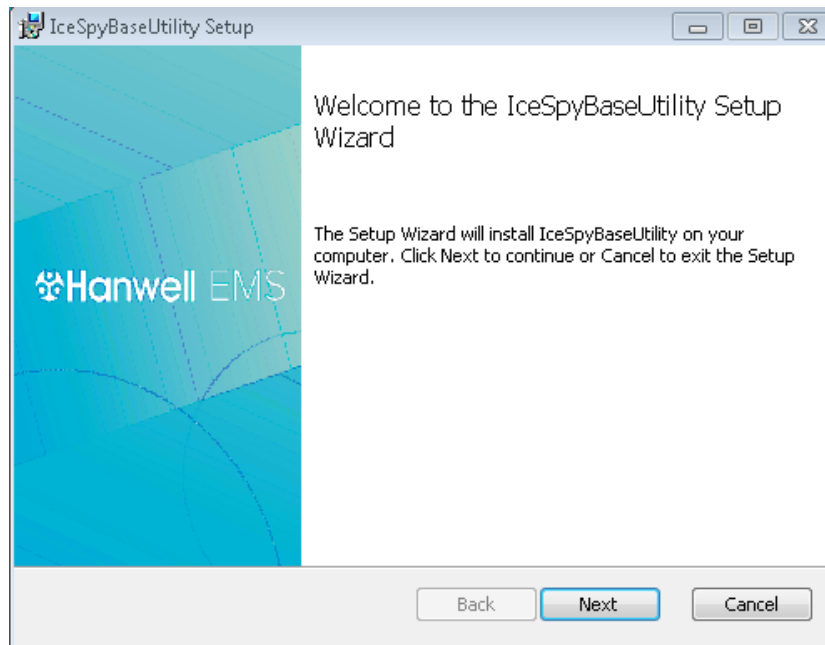 IceSpyBaseUtility Setup
Welcome to the IceSpyBaseUtility Setup
Wizard
The Setup Wizard will install IceSpyBaseUtility on your
computer. Click Next to continue or Cancel to exit the Setup
Wizard.
Hanwell EMS
Back
Next
Cancel